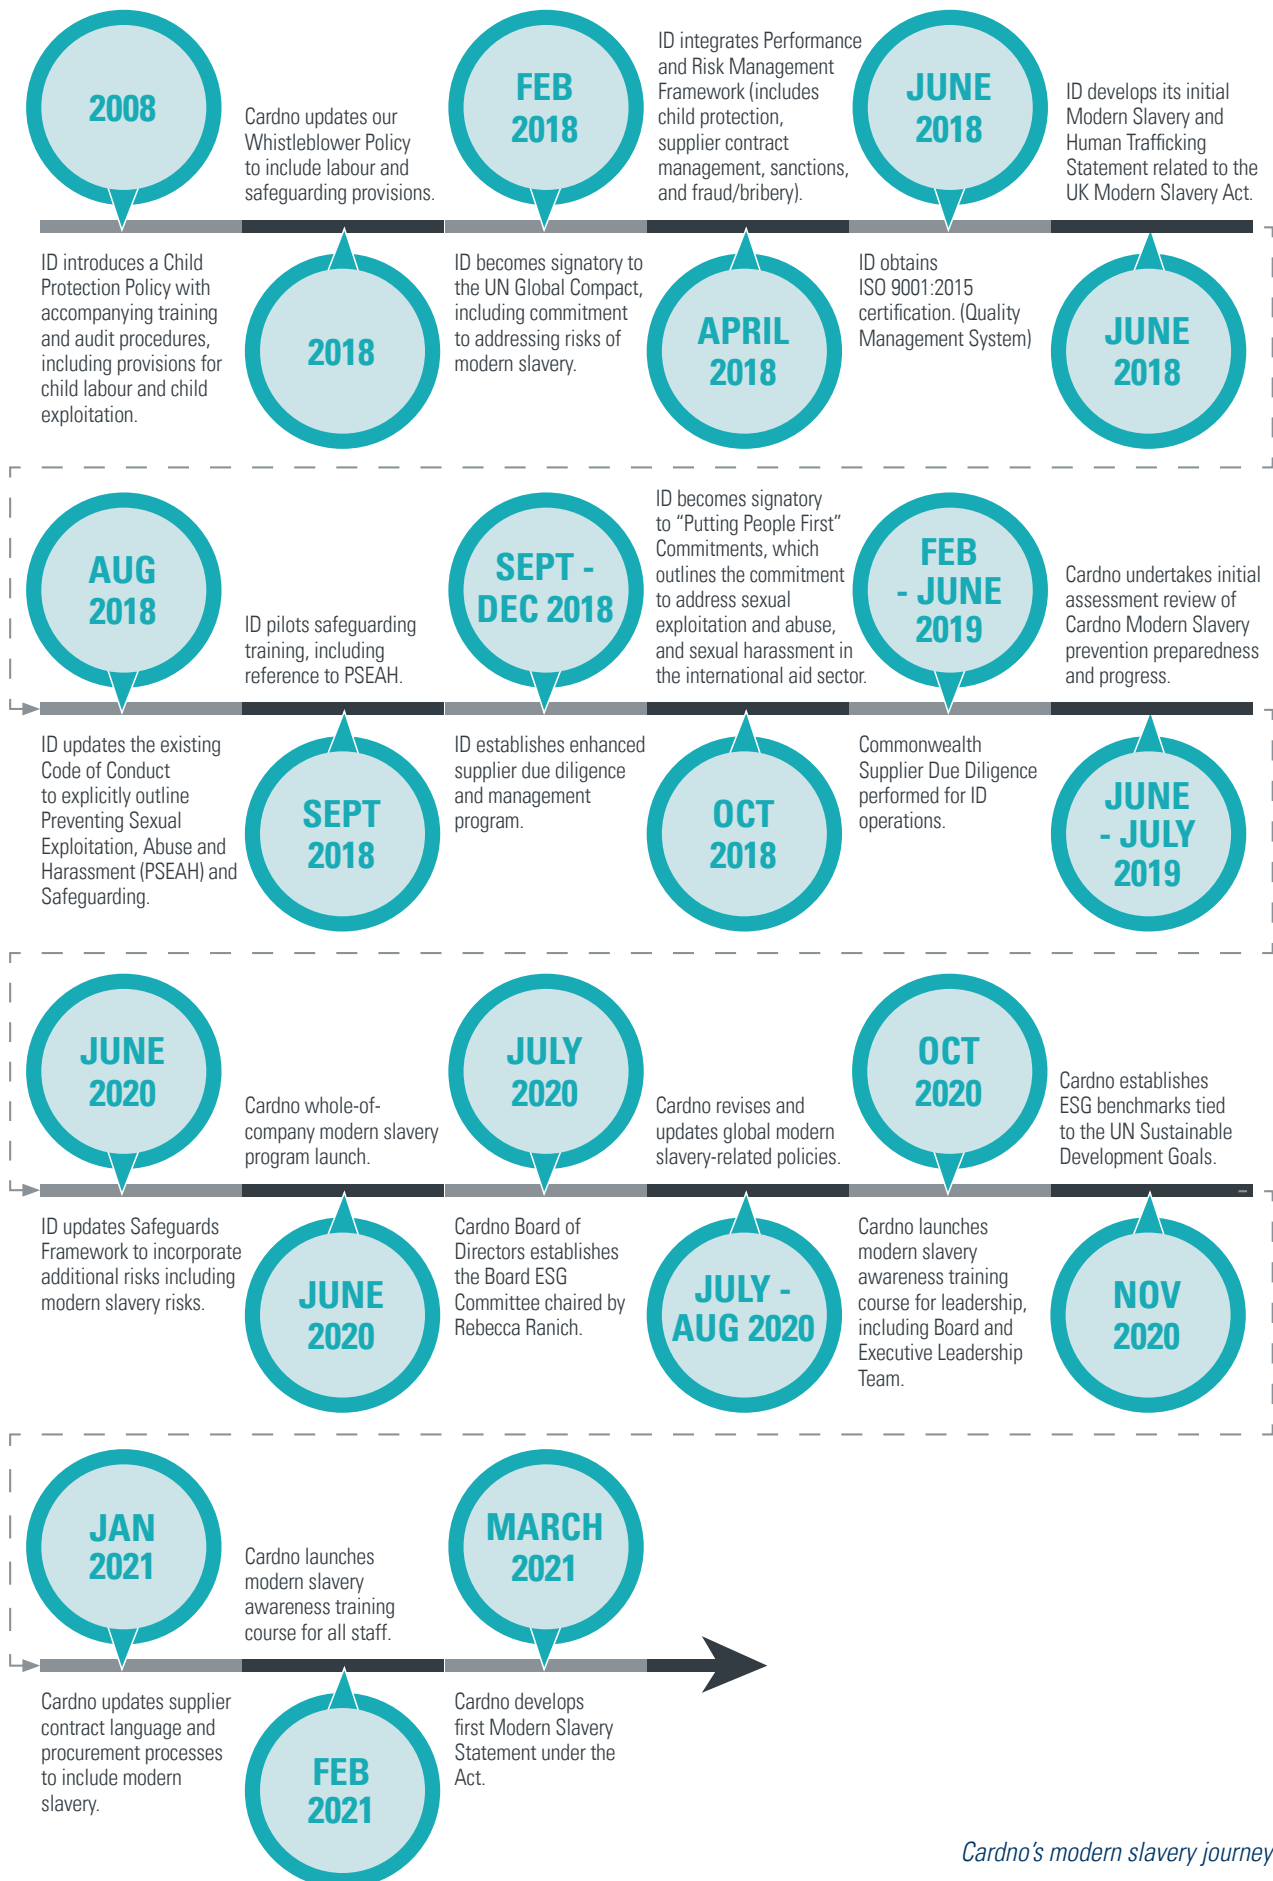 2008
ID introduces a Child
Protection Policy with
accompanying training
and audit procedures,
including provisions for
child labour and child
exploitation.
Cardno updates our
Whistleblower Policy
to include labour and
safeguarding provisions.
2018
FEB
2018
ID becomes signatory to
the UN Global Compact,
including commitment
to addressing risks of
modern slavery.
ID integrates Performance
and Risk Management
Framework (includes
child protection,
supplier contract
management, sanctions,
and fraud/bribery).
APRIL
2018
JUNE
2018
ID obtains
ISO 9001:2015
certification. (Quality
Management System)
ID develops its initial
Modern Slavery and
Human Trafficking
Statement related to the
UK Modern Slavery Act.
JUNE
2018
AUG
2018
ID updates the existing
Code of Conduct
to explicitly outline
Preventing Sexual
Exploitation, Abuse and
Harassment (PSEAH) and
Safeguarding.
ID pilots safeguarding
training, including
reference to PSEAH.
SEPT
2018
SEPT -
DEC 2018
ID establishes enhanced
supplier due diligence
and management
program.
ID becomes signatory
to “Putting People First”
Commitments, which
outlines the commitment
to address sexual
exploitation and abuse,
and sexual harassment in
the international aid sector.
OCT
2018
FEB
- JUNE
2019
Commonwealth
Supplier Due Diligence
performed for ID
operations.
Cardno undertakes initial
assessment review of
Cardno Modern Slavery
prevention preparedness
and progress.
JUNE
- JULY
2019
JUNE
2020
ID updates Safeguards
Framework to incorporate
additional risks including
modern slavery risks.
Cardno whole-of-
company modern slavery
program launch.
JUNE
2020
JULY
2020
Cardno Board of
Directors establishes
the Board ESG
Committee chaired by
Rebecca Ranich.
Cardno revises and
updates global modern
slavery-related policies.
JULY -
AUG 2020
OCT
2020
Cardno launches
modern slavery
awareness training
course for leadership,
including Board and
Executive Leadership
Team.
Cardno establishes
ESG benchmarks tied
to the UN Sustainable
Development Goals.
NOV
2020
JAN
2021
Cardno updates supplier
contract language and
procurement processes
to include modern
slavery.
Cardno launches
modern slavery
awareness training
course for all staff.
FEB
2021
MARCH
2021
Cardno develops
first Modern Slavery
Statement under the
Act.
Cardno’s modern slavery journey